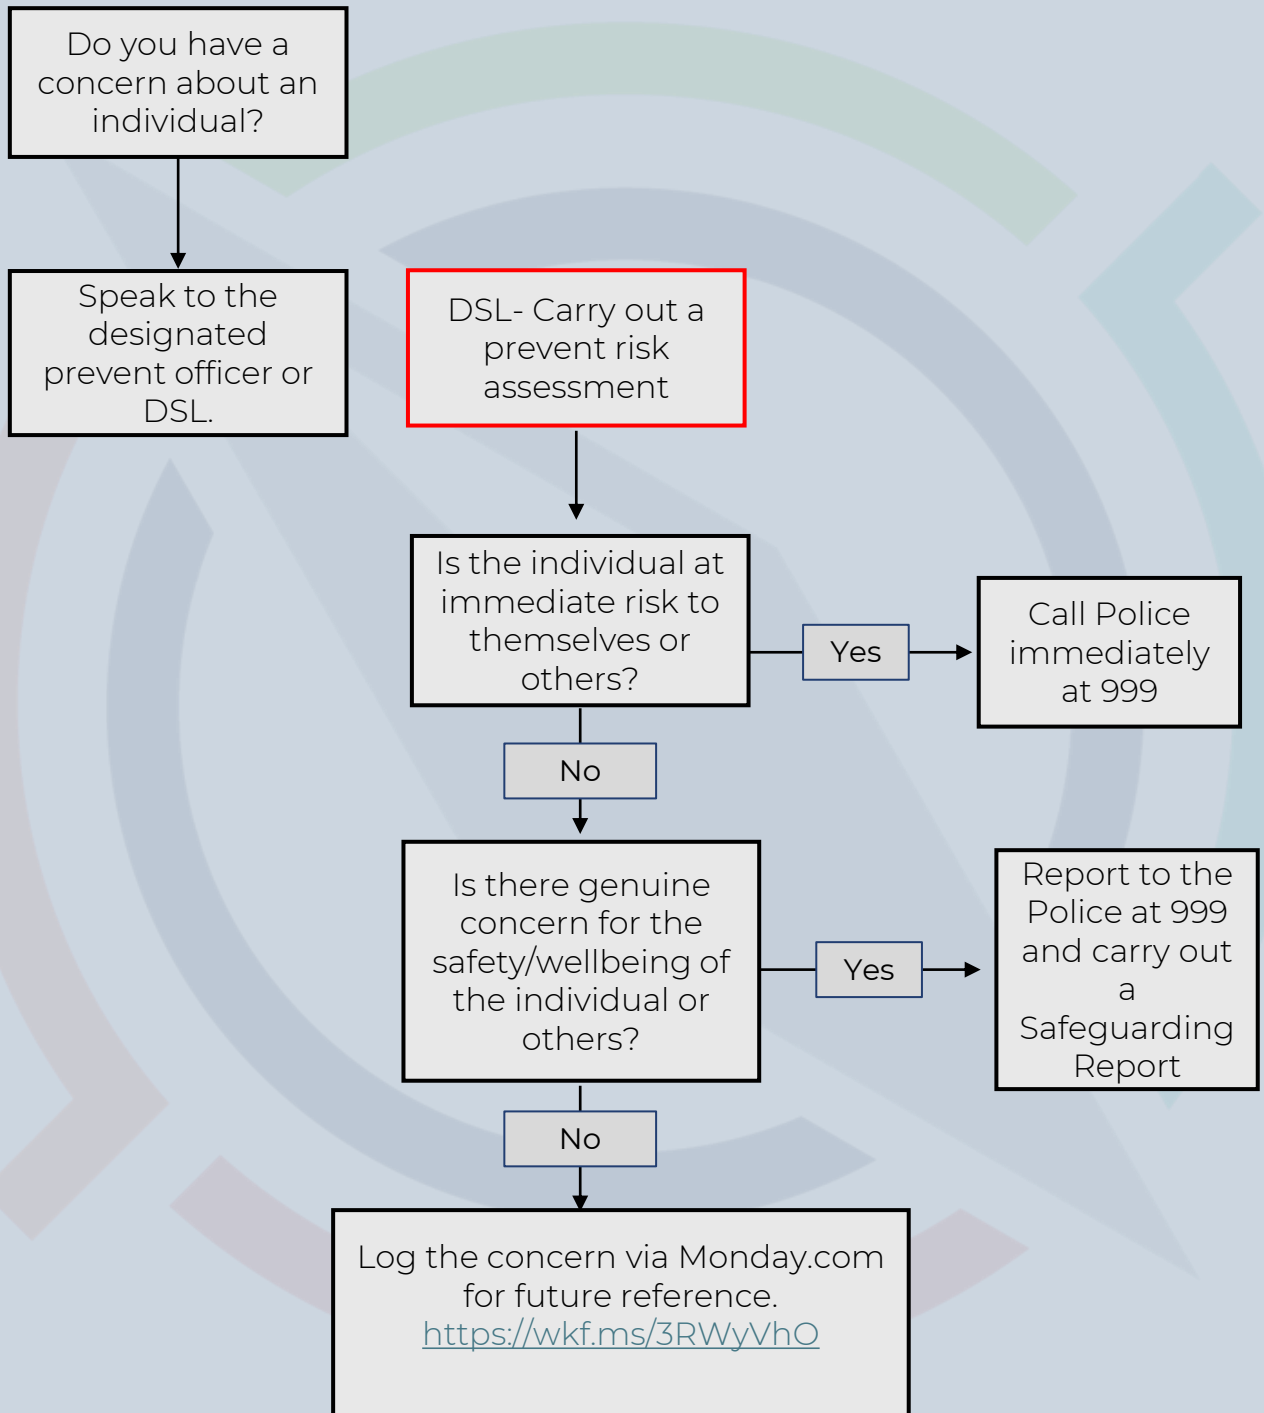 Do you have a
concern about an
individual?
Speak to the
designated
prevent officer or
DSL.
DSL- Carry out a
prevent risk
assessment
Is the individual at
immediate risk to
themselves or
others?
Yes
Call Police
immediately
at 999
No
Is there genuine
concern for the
safety/wellbeing of
the individual or
others?
Yes
Report to the
Police at 999
and carry out
a
Safeguarding
Report
No
Log the concern via Monday.com
for future reference.
https://wkf.ms/3RWyVhO